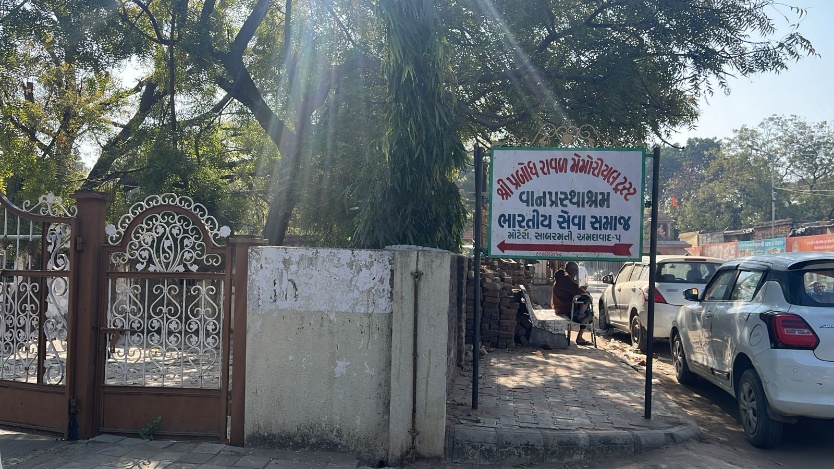 શ્રી પ્રબોધ રાવળ મેમોરીયલ ટ્રસ્ટ
વાનપ્રસ્થાશ્રમ
ભારતીય સેવા સમાજ
મોટેરા, સાબરમતી, અમદાવાદ-૫